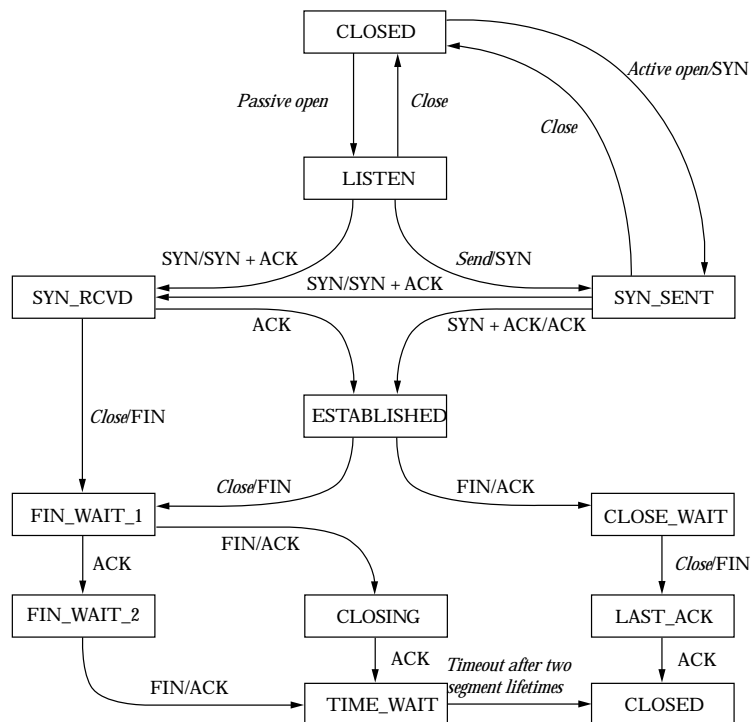 CLOSED
Active open/SYN
Passive open
Close
Close
LISTEN
SYN/SYN + ACK
Send/SYN
SYN/SYN + ACK
SYN_RCVD
SYN_SENT
ACK
SYN + ACK/ACK
Close/FIN
ESTABLISHED
Close/FIN
FIN/ACK
FIN_WAIT_1
CLOSE_WAIT
FIN/ACK
ACK
Close/FIN
FIN_WAIT_2
CLOSING
LAST_ACK
ACK
Timeout after two
segment lifetimes
ACK
FIN/ACK
TIME_WAIT
CLOSED